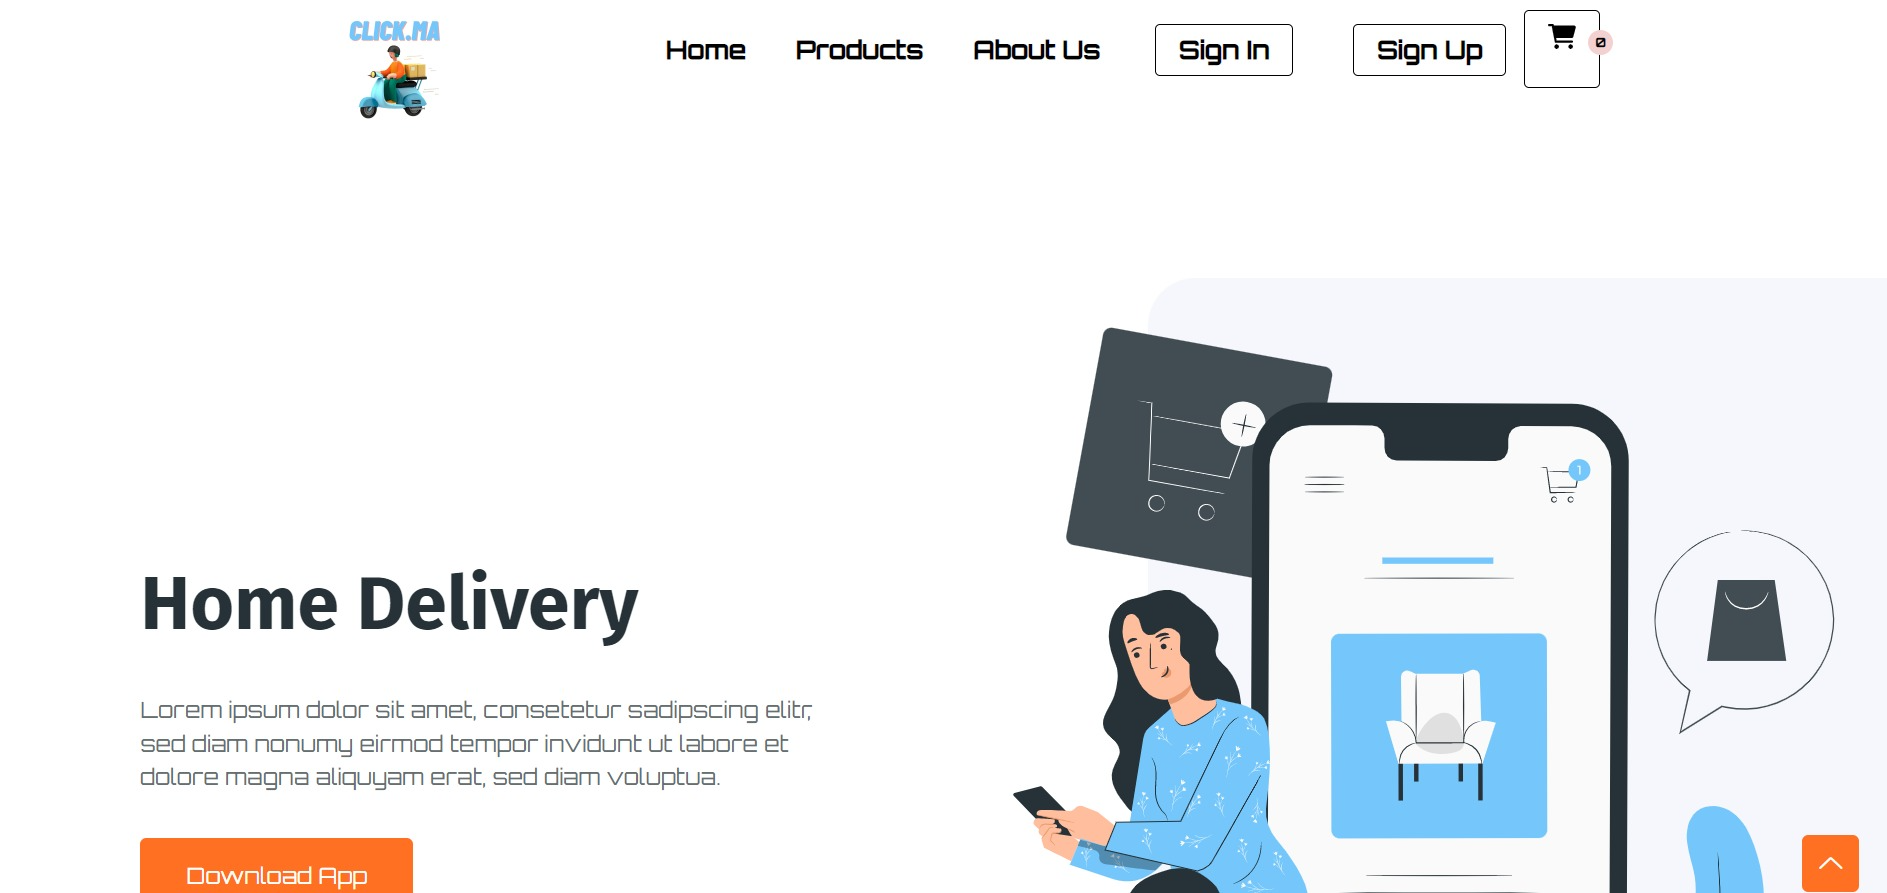 CLICK.MA
Home
Products
About Us
Sign In
Sign Up
0
1
Home Delivery
Lorem ipsum dolor sit amet, consetetur sadipscing elitr,
sed diam nonumy eirmod tempor invidunt ut labore et
dolore magna aliquyam erat, sed diam voluptua.
Download App